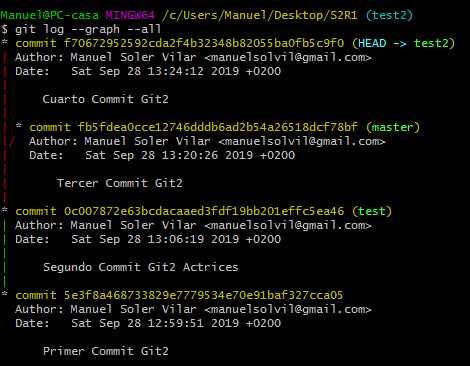 Manuel@PC-casa MINGW64 /c/Users/Manuel/Desktop/S2R1 (test2)
$ git log --graph --all
* commit f70672952592cda2f4b32348b82055ba0fb5c9f0 (HEAD -> test2)
| Author: Manuel Soler Vilar <manuelsolvil@gmail.com>
| Date:   Sat Sep 28 13:24:12 2019 +0200
|
|     Cuarto Commit Git2
|
| * commit fb5fdea0cce12746dddb6ad2b54a26518dcf78bf (master)
|/  Author: Manuel Soler Vilar <manuelsolvil@gmail.com>
|   Date:   Sat Sep 28 13:20:26 2019 +0200
|
|       Tercer Commit Git2
|
* commit 0c007872e63bcdacaaed3fdf19bb201effc5ea46 (test)
| Author: Manuel Soler Vilar <manuelsolvil@gmail.com>
| Date:   Sat Sep 28 13:06:19 2019 +0200
|
|     Segundo Commit Git2 Actrices
|
* commit 5e3f8a468733829e7779534e70e91baf327cca05
  Author: Manuel Soler Vilar <manuelsolvil@gmail.com>
  Date:   Sat Sep 28 12:59:51 2019 +0200

      Primer Commit Git2